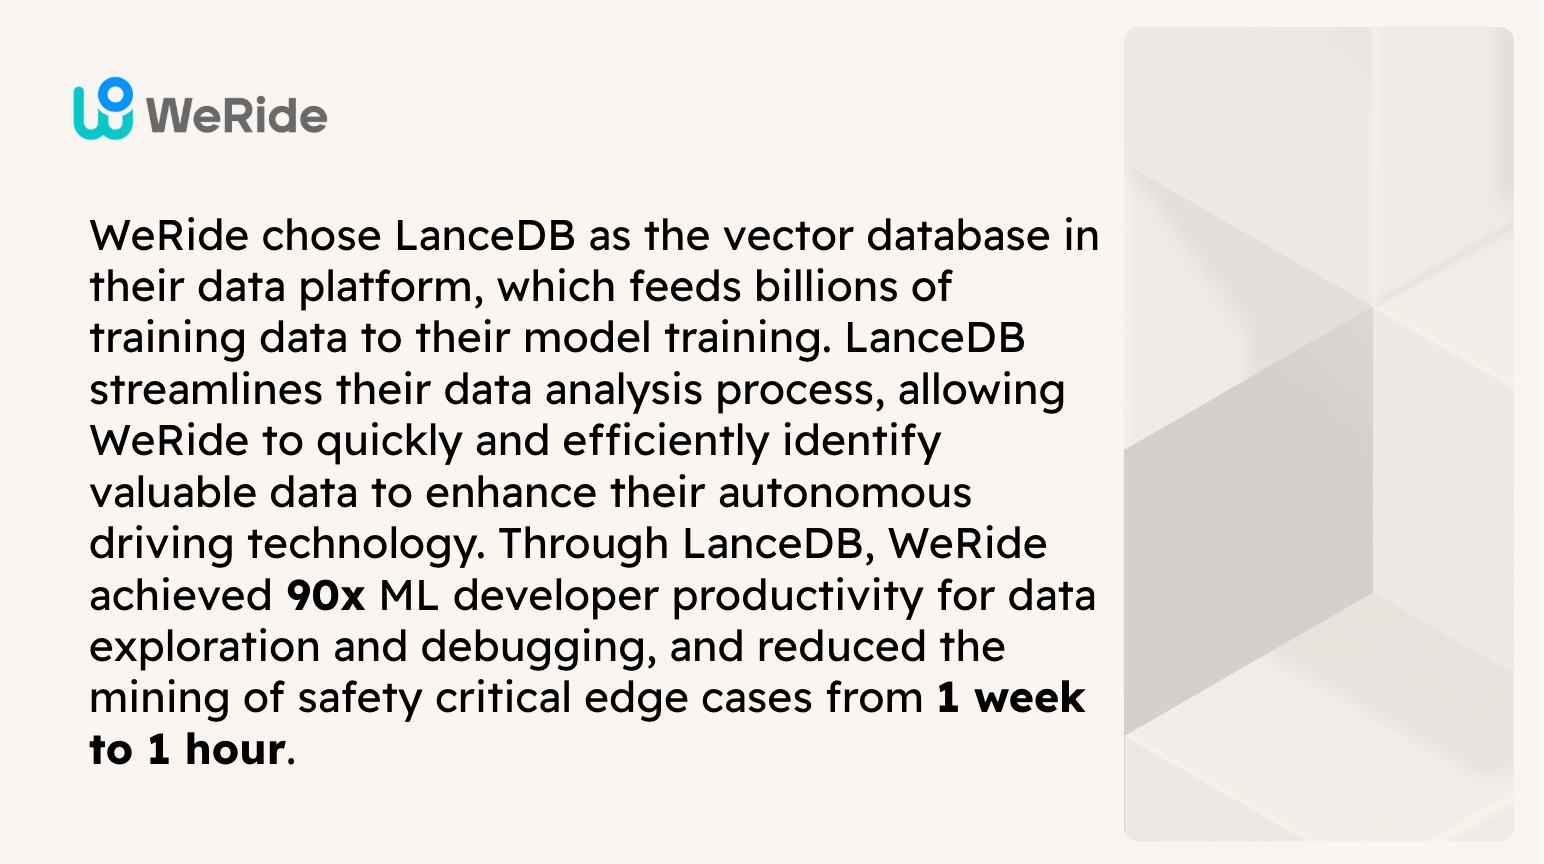 WeRide
WeRide chose LanceDB as the vector database in
their data platform, which feeds billions of
training data to their model training. LanceDB
streamlines their data analysis process, allowing
WeRide to quickly and efficiently identify
valuable data to enhance their autonomous
driving technology. Through LanceDB, WeRide
achieved 90x ML developer productivity for data
exploration and debugging, and reduced the
mining of safety critical edge cases from 1 week
to 1 hour.